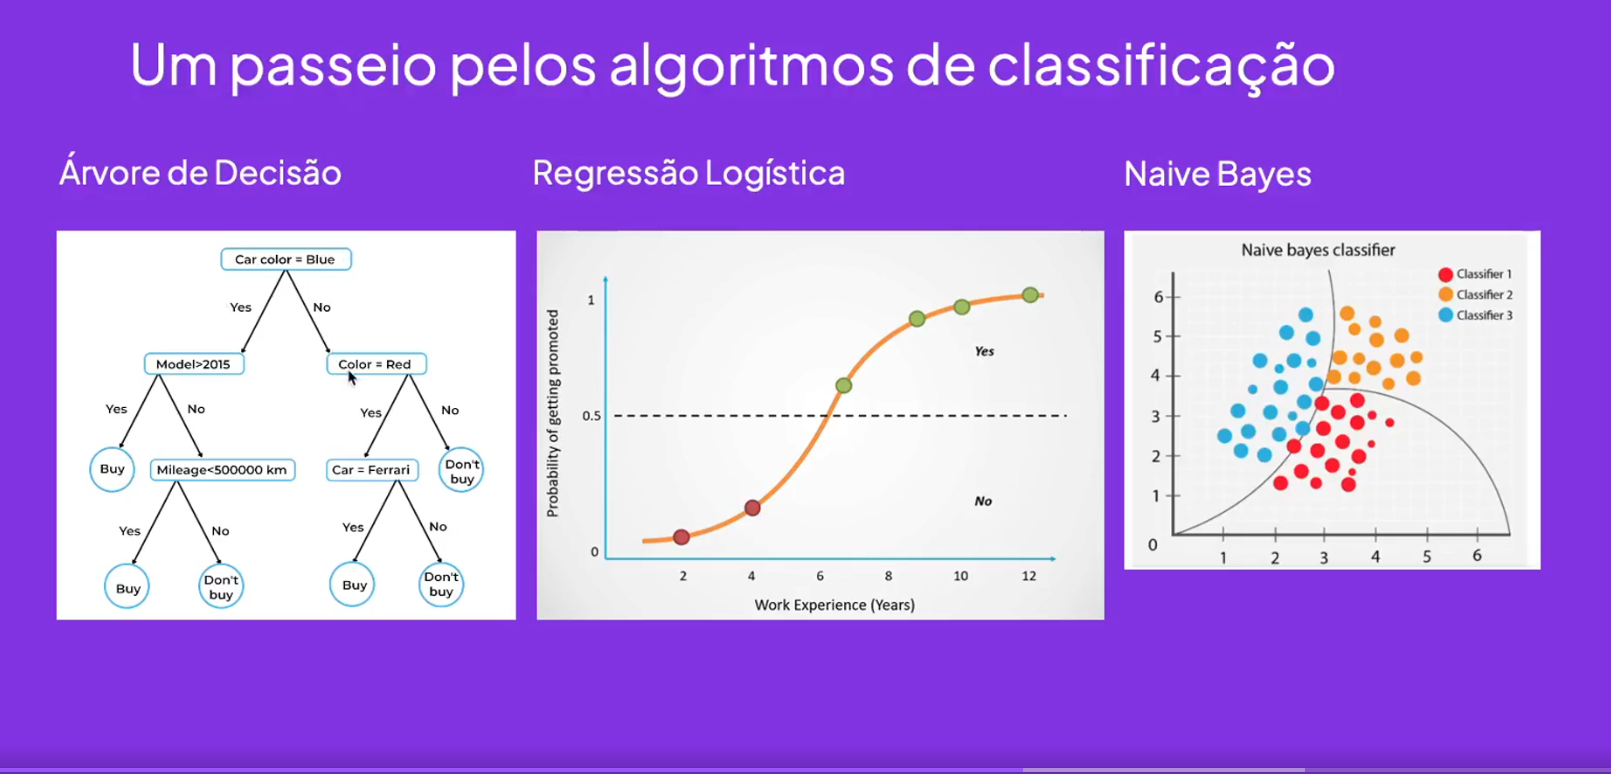 Um passeio pelos algoritmos de classificação
Árvore de Decisão
Car color = Blue
Yes
No
Model>2015
Color = Red
Yes
No
Yes
No
Buy
Mileage<500000 km
Car = Ferrari
Don't
buy
Yes
No
Yes
No
Buy
Don't
buy
Buy
Don't
buy
Regressão Logística
Probability of getting promoted
1
0.5
0
Yes
No
2 4 6 8 10 12
Work Experience (Years)
Naive Bayes
Naive bayes classifier
Classifier 1
Classifier 2
Classifier 3
6
5
4
3
2
1
0
1 2 3 4 5 6